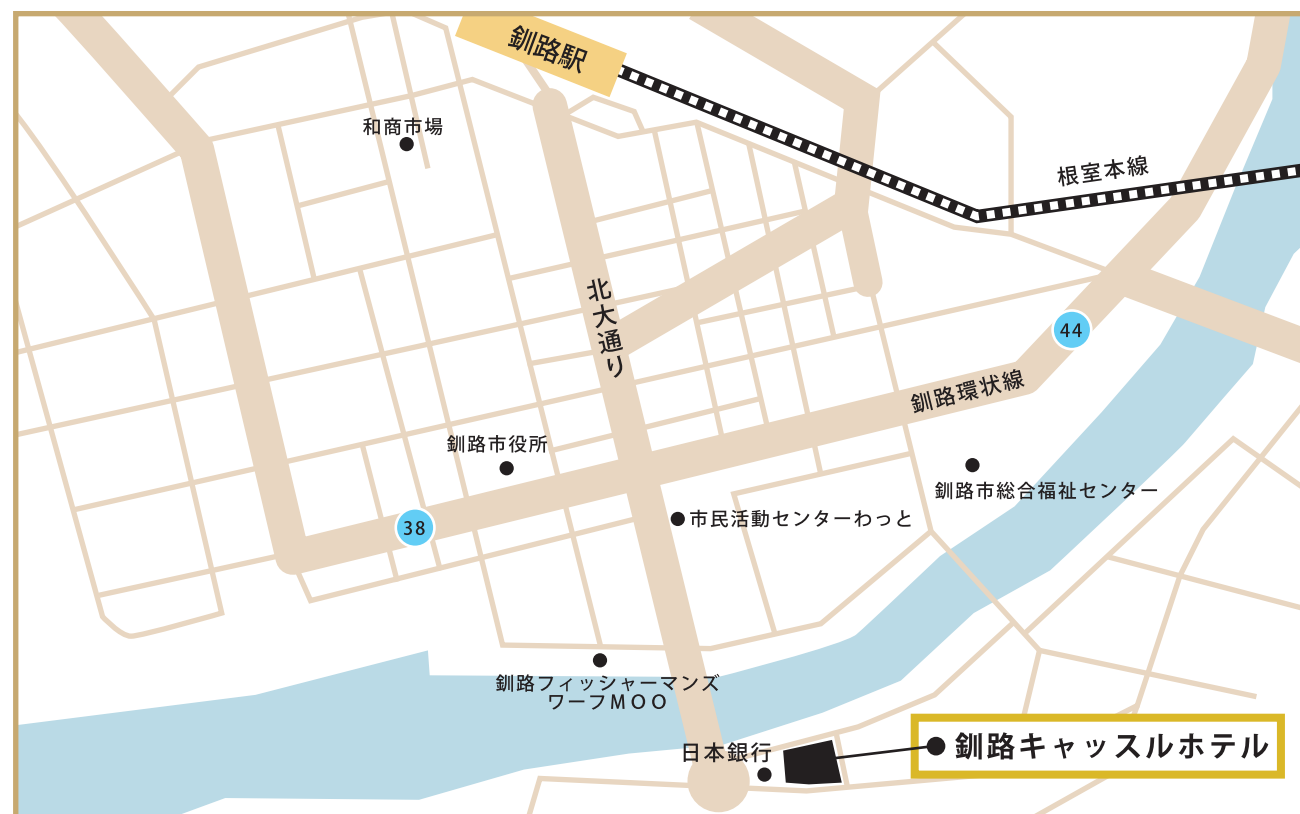 釧路駅
和商市場
根室本線
北大通り
44
釧路環状線
釧路市役所
釧路市総合福祉センター
38
市民活動センターわっと
釧路フィッシャーマンズ
ワーフMOO
日本銀行
釧路キャッスルホテル